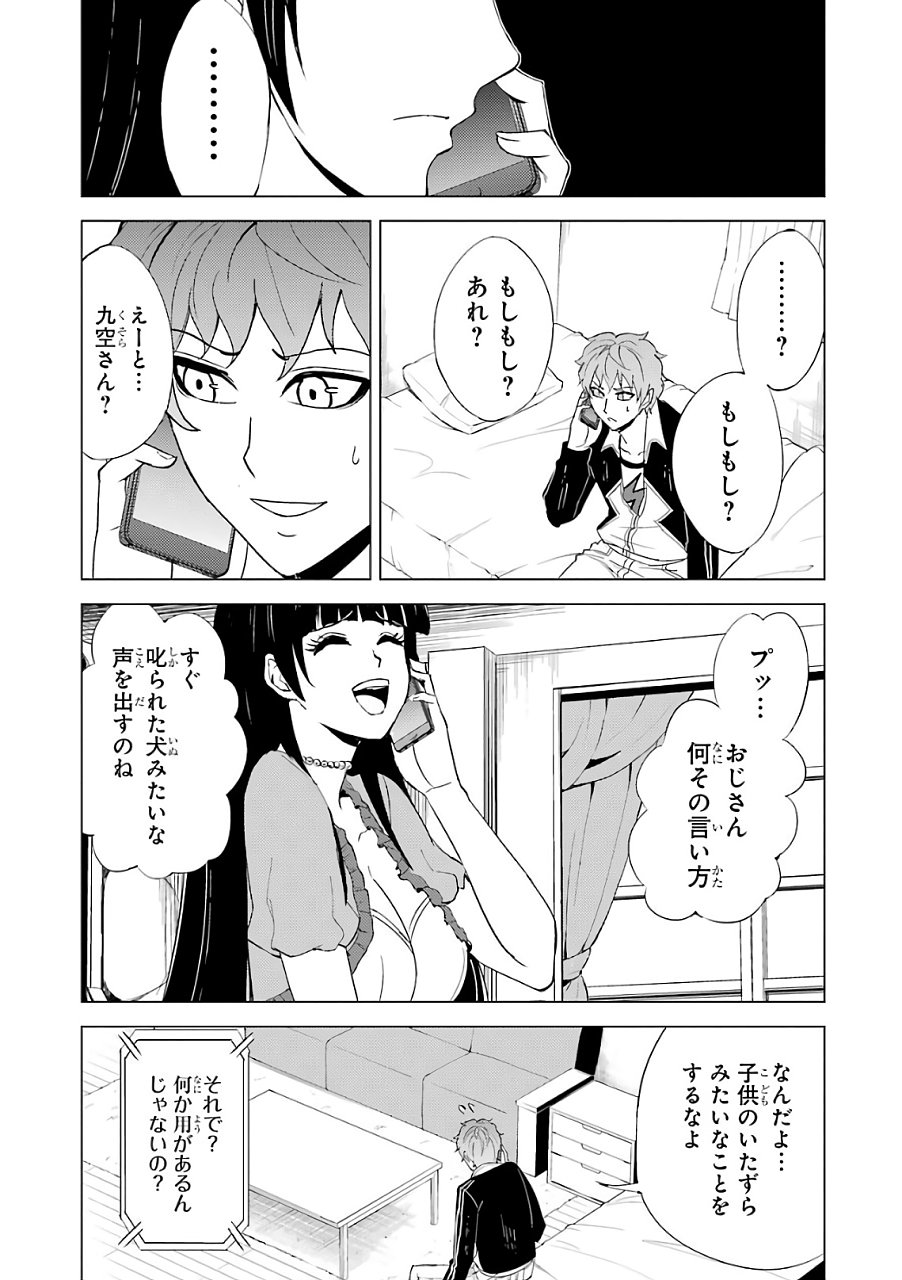 ………
………？
もしもし？
もしもし？
あれ？
えーと…
九空さん？
プッ…
おじさん
何その言い方
すぐ
叱られた犬みたいな
声を出すのね
なんだよ…
子供のいたずら
みたいなことを
するなよ
それで？
何か用があるん
じゃないの？